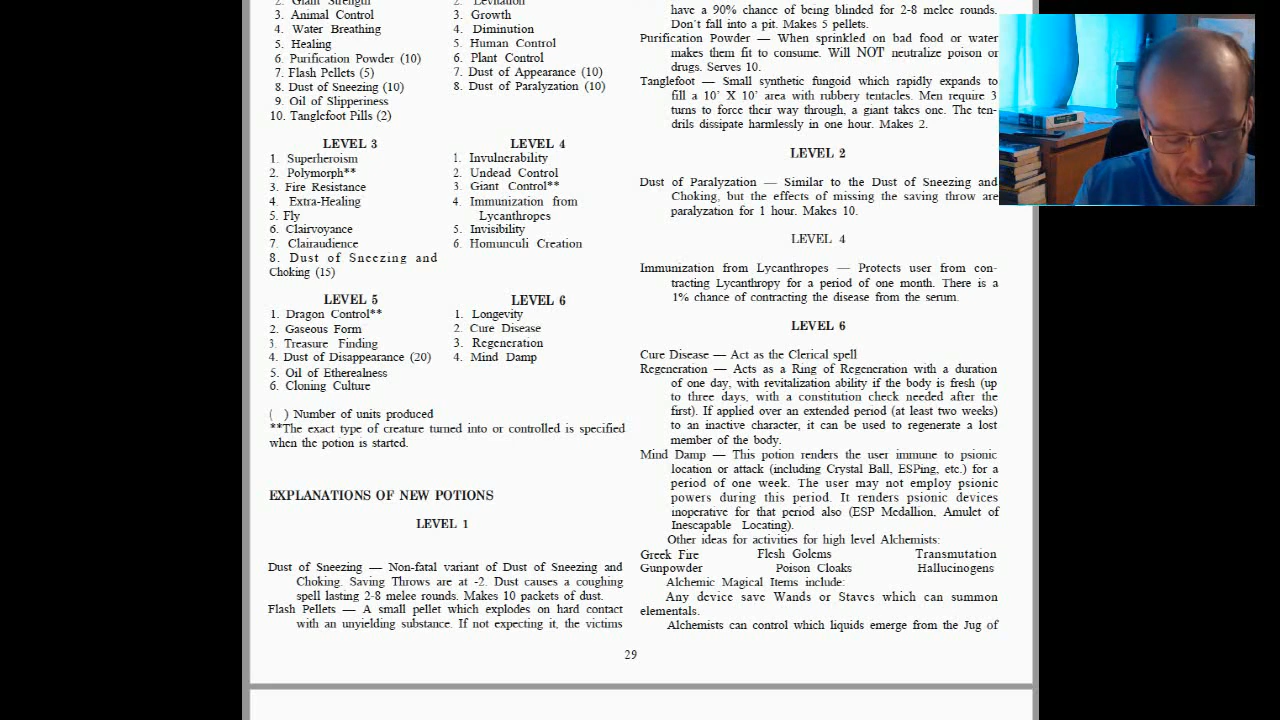 2. Giant Strength
3. Animal Control
4. Water Breathing
5. Healing
6. Purification Powder (10)
7. Flash Pellets (5)
8. Dust of Sneezing (10)
9. Oil of Slipperiness
10. Tanglefoot Pills (2)
2. Levitation
3. Growth
4. Diminution
5. Human Control
6. Plant Control
7. Dust of Appearance (10)
8. Dust of Paralyzation (10)
LEVEL 3
1. Superheroism
2. Polymorph**
3. Fire Resistance
4. Extra-Healing
5. Fly
6. Clairvoyance
7. Clairaudience
8. Dust of Sneezing and
Choking (15)
LEVEL 4
1. Invulnerability
2. Undead Control
3. Giant Control**
4. Immunization from
Lycanthropes
5. Invisibility
6. Homunculi Creation
LEVEL 5
1. Dragon Control**
2. Gaseous Form
3. Treasure Finding
4. Dust of Disappearance (20)
5. Oil of Etherealness
6. Cloning Culture
LEVEL 6
1. Longevity
2. Cure Disease
3. Regeneration
4. Mind Damp
( ) Number of units produced
**The exact type of creature turned into or controlled is specified
when the potion is started.
EXPLANATIONS OF NEW POTIONS
LEVEL 1
Dust of Sneezing — Non-fatal variant of Dust of Sneezing and
Choking. Saving Throws are at -2. Dust causes a coughing
spell lasting 2-8 melee rounds. Makes 10 packets of dust.
Flash Pellets — A small pellet which explodes on hard contact
with an unyielding substance. If not expecting it, the victims
have a 90% chance of being blinded for 2-8 melee rounds.
Don't fall into a pit. Makes 5 pellets.
Purification Powder — When sprinkled on bad food or water
makes them fit to consume. Will NOT neutralize poison or
drugs. Serves 10.
Tanglefoot — Small synthetic fungoid which rapidly expands to
fill a 10' X 10' area with rubbery tentacles. Men require 3
turns to force their way through, a giant takes one. The ten-
drils dissipate harmlessly in one hour. Makes 2.
LEVEL 2
Dust of Paralyzation — Similar to the Dust of Sneezing and
Choking, but the effects of missing the saving throw are
paralyzation for 1 hour. Makes 10.
LEVEL 4
Immunization from Lycanthropes — Protects user from con-
tracting Lycanthropy for a period of one month. There is a
1% chance of contracting the disease from the serum.
LEVEL 6
Cure Disease — Act as the Clerical spell
Regeneration — Acts as a Ring of Regeneration with a duration
of one day, with revitalization ability if the body is fresh (up
to three days, with a constitution check needed after the
first). If applied over an extended period (at least two weeks)
to an inactive character, it can be used to regenerate a lost
member of the body.
Mind Damp — This potion renders the user immune to psionic
location or attack (including Crystal Ball, ESPing, etc.) for a
period of one week. The user may not employ psionic
powers during this period. It renders psionic devices
inoperative for that period also (ESP Medallion, Amulet of
Inescapable Locating).
Other ideas for activities for high level Alchemists:
Greek Fire Flesh Golems Transmutation
Gunpowder Poison Cloaks Hallucinogens
Alchemic Magical Items include:
Any device save Wands or Staves which can summon
elementals.
Alchemists can control which liquids emerge from the Jug of
29